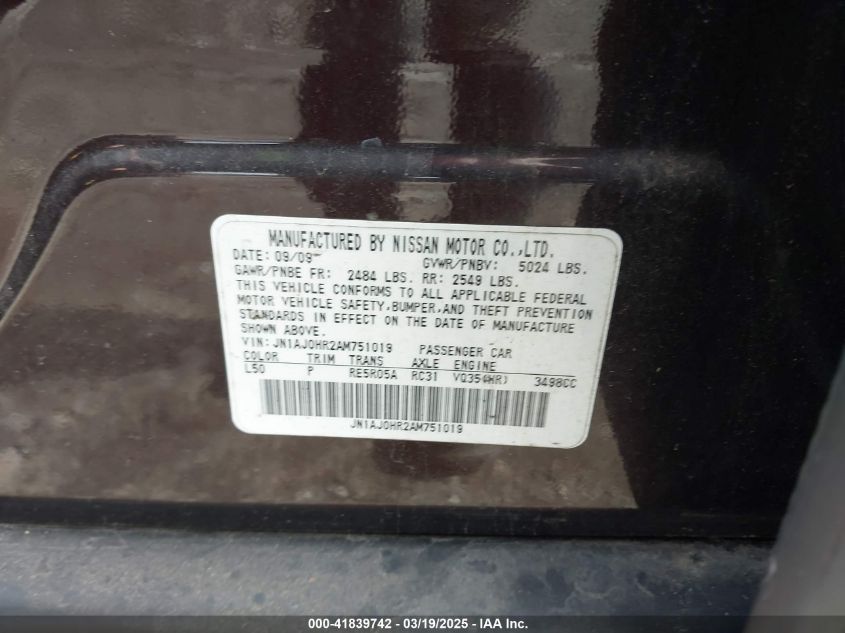 MANUFACTURED BY NISSAN MOTOR CO.,LTD.
DATE: 09/09 GVWR/PNBV: 5024 LBS.
GAWR/PNBE FR: 2484 LBS. RR: 2549 LBS.
THIS VEHICLE CONFORMS TO ALL APPLICABLE FEDERAL
MOTOR VEHICLE SAFETY,BUMPER,AND THEFT PREVENTION
STANDARDS IN EFFECT ON THE DATE OF MANUFACTURE
SHOWN ABOVE.
VIN: JN1AJ0HR2AM751019 PASSENGER CAR
COLOR TRIM TRANS AXLE ENGINE
L50 P RE5R05A RC31 VQ35(HR) 3498CC
JN1AJ0HR2AM751019
000-41839742 - 03/19/2025 - IAA Inc.